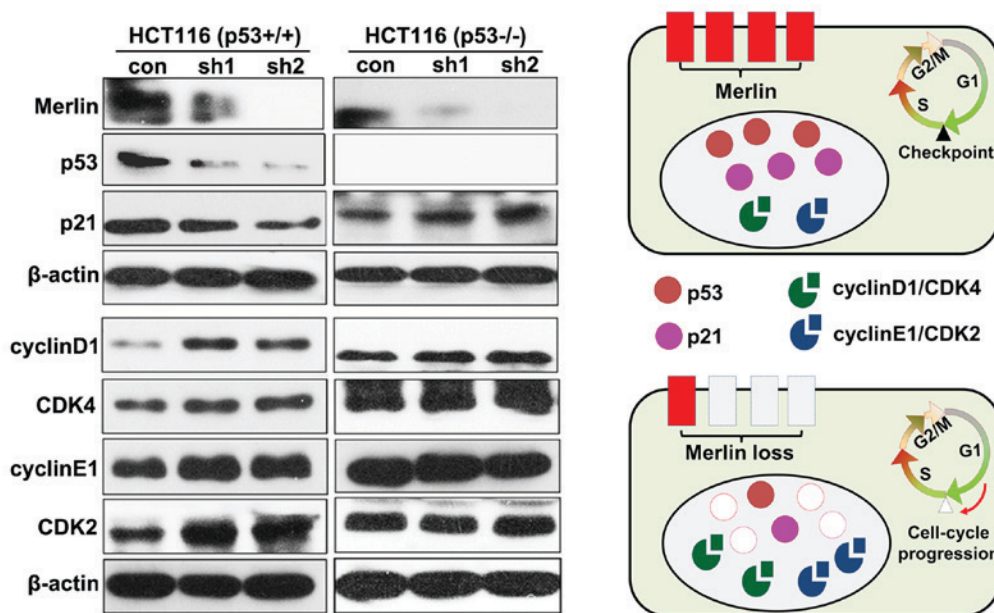 HCT116 (p53+/+)
con sh1 sh2
HCT116 (p53-/-)
con sh1 sh2
Merlin
p53
p21
β-actin
cyclinD1
CDK4
cyclinE1
CDK2
β-actin
Merlin
G2/M
G1
S
Checkpoint
p53
cyclinD1/CDK4
p21
cyclinE1/CDK2
Merlin loss
G2/M
G1
S
Cell-cycle
progression